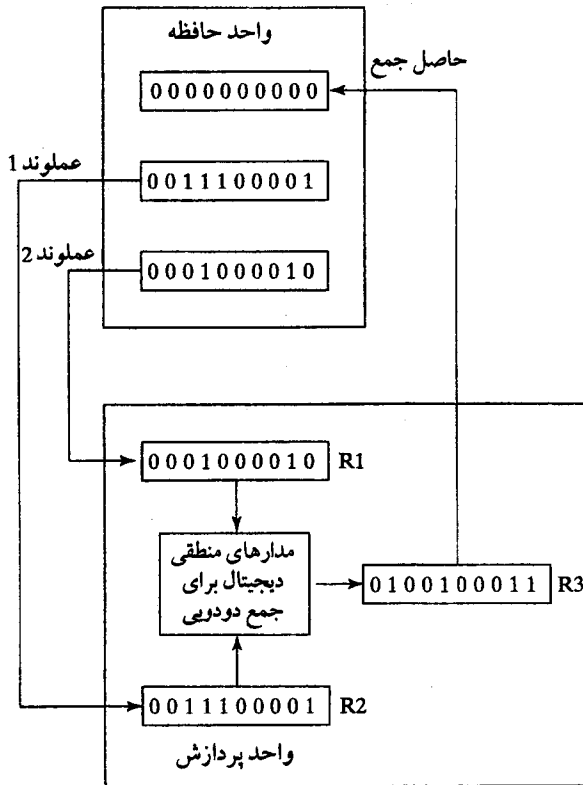 واحد حافظه
حاصل جمع
0000000000
عملوند 1
0011100001
عملوند 2
0001000010
0001000010 R1
مدارهای منطقی
دیجیتال برای
جمع دودویی
0100100011 R3
0011100001 R2
واحد پردازش